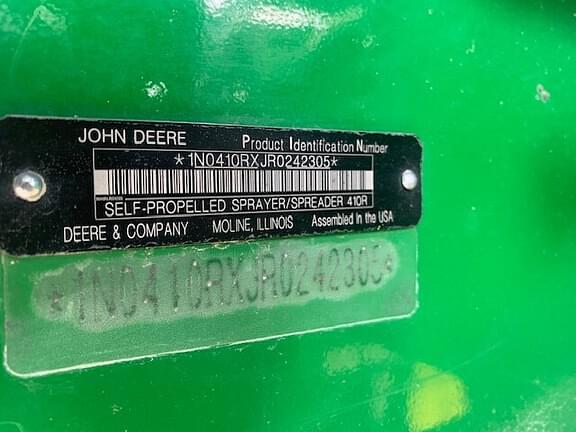 JOHN DEERE
Product Identification Number
*1N0410RXJR0242305*
SELF-PROPELLED SPRAYER/SPREADER 410R
DEERE & COMPANY MOLINE, ILLINOIS Assembled in the USA
*1N0410RXJR0242305*